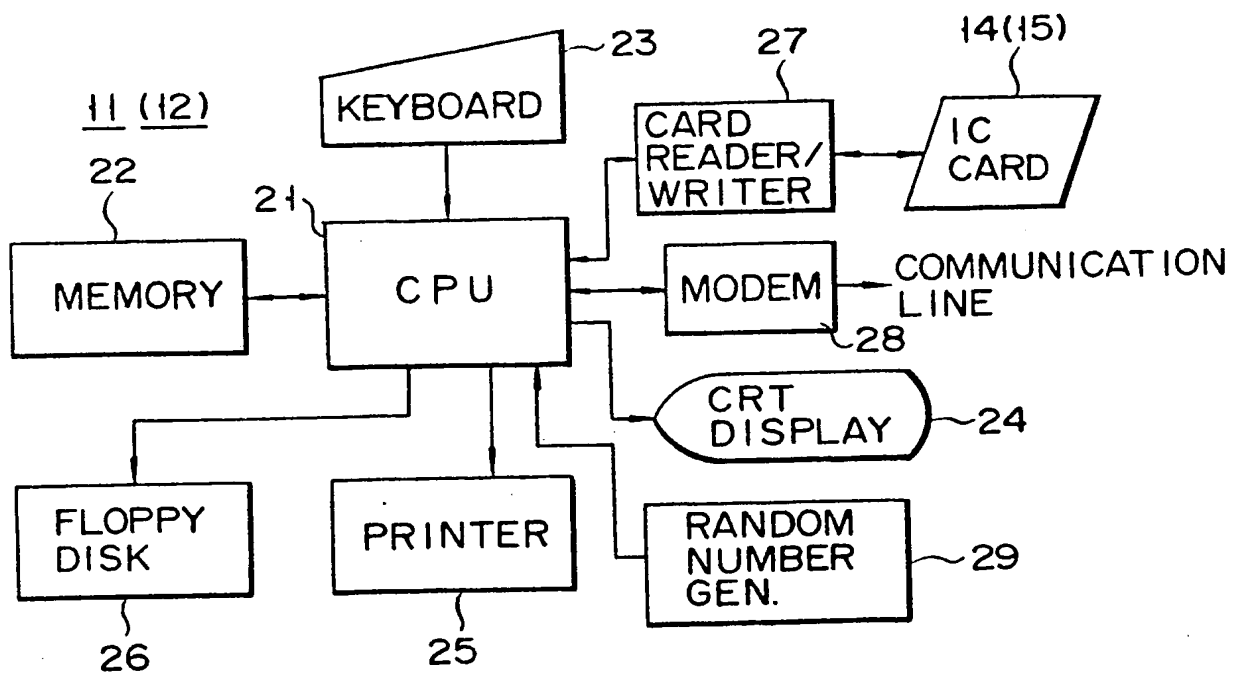 11 (12)
KEYBOARD
23
27
14(15)
CARD
READER/
WRITER
IC
CARD
22
21
MEMORY
CPU
MODEM
28
COMMUNICATION
LINE
CRT
DISPLAY
24
FLOPPY
DISK
26
PRINTER
25
RANDOM
NUMBER
GEN.
29